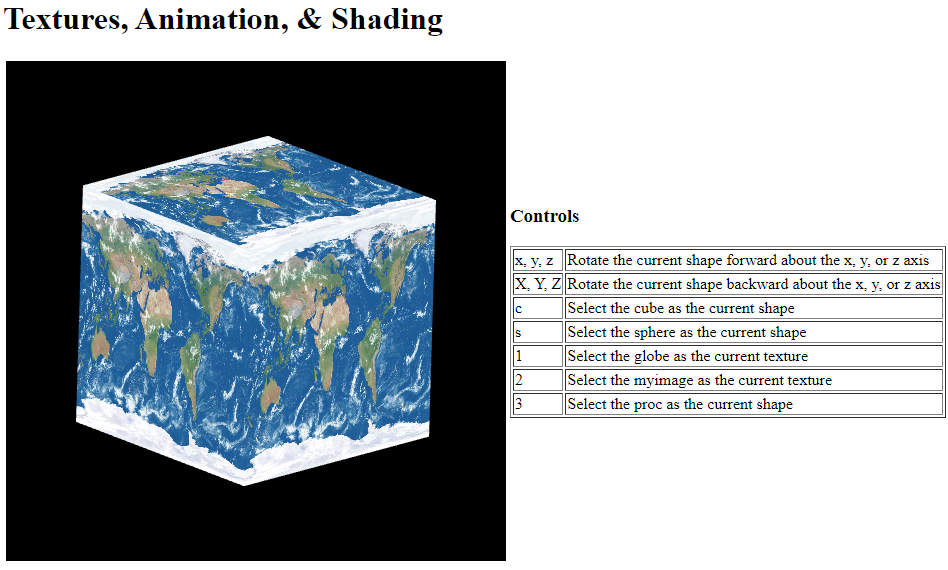 Textures, Animation, & Shading
Controls
x, y, z Rotate the current shape forward about the x, y, or z axis
X, Y, Z Rotate the current shape backward about the x, y, or z axis
c Select the cube as the current shape
s Select the sphere as the current shape
1 Select the globe as the current texture
2 Select the myimage as the current texture
3 Select the proc as the current shape